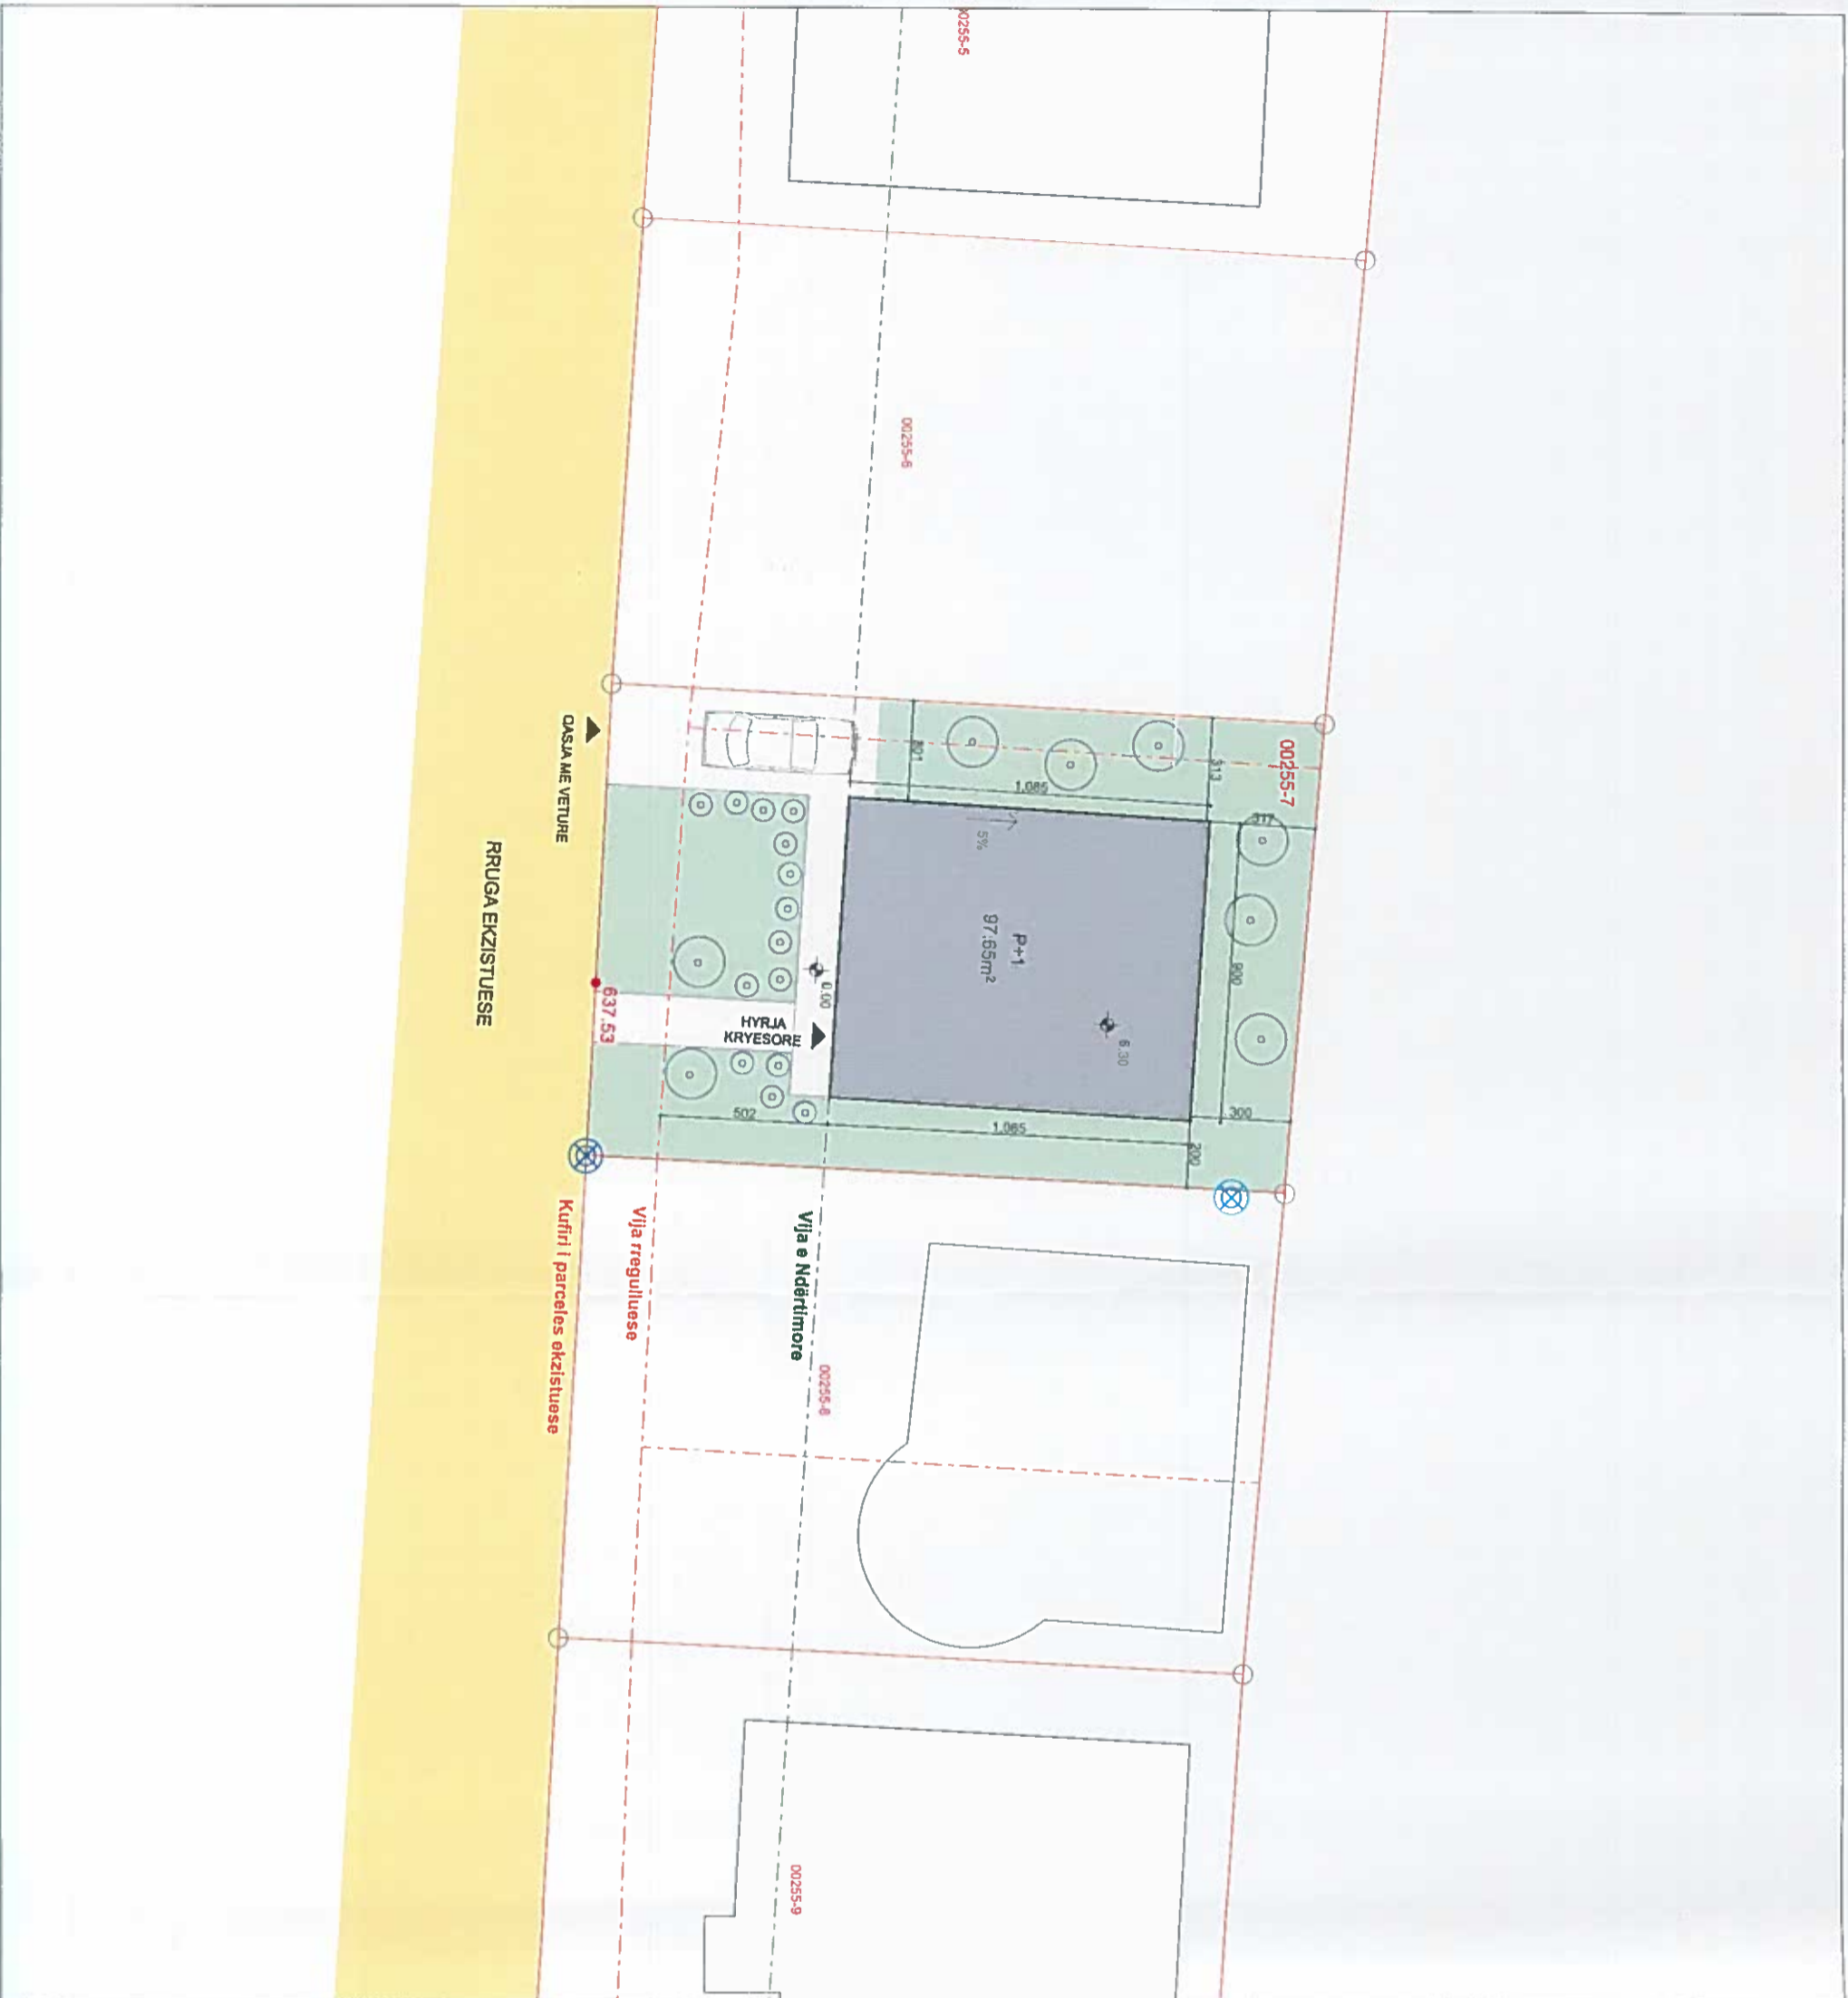 00255-5
00255-6
00255-7
313
317
1.085
5%
P+1
97.65m²
900
6.30
0.00
HYRJA
KRYESORE
637.53
QASJA ME VETURE
RRUGA EKZISTUESE
502
1.085
300
200
Vija e Ndërtimore
Vija rregulluese
Kufiri i parceles ekzistuese
00255-8
00255-9